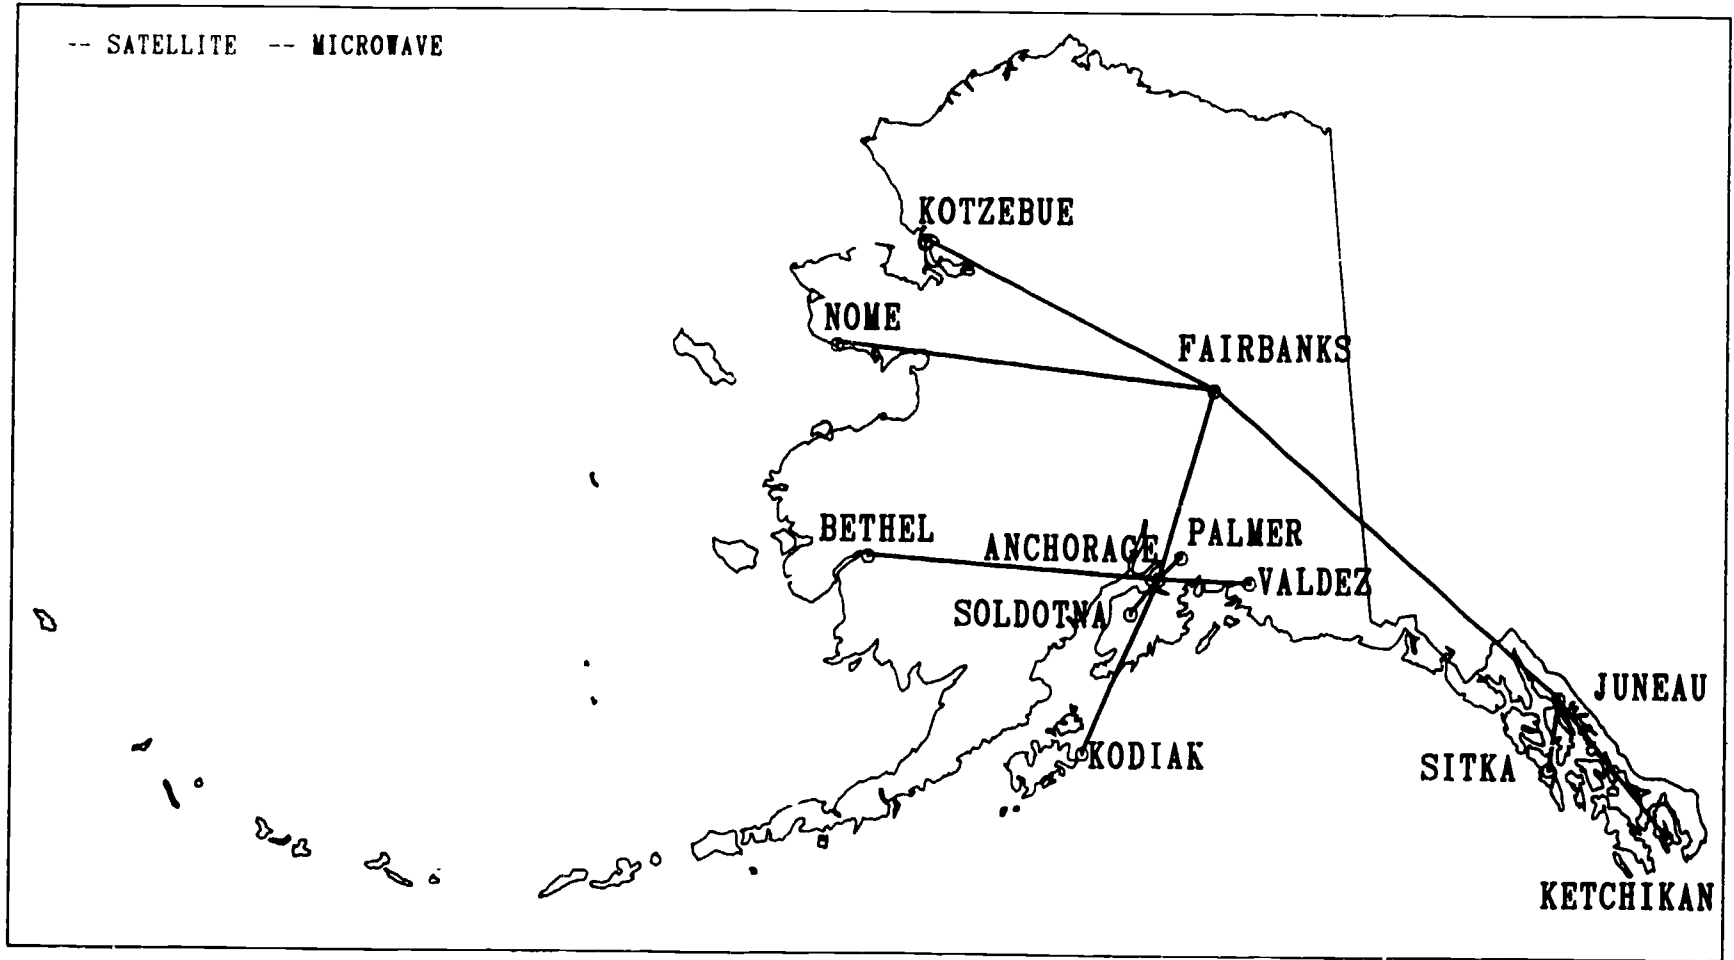 -- SATELLITE -- MICROWAVE
KOTZEBUE
NOME
FAIRBANKS
BETHEL
ANCHORAGE
PALMER
VALDEZ
SOLDOTNA
JUNEAU
KODIAK
SITKA
KETCHIKAN